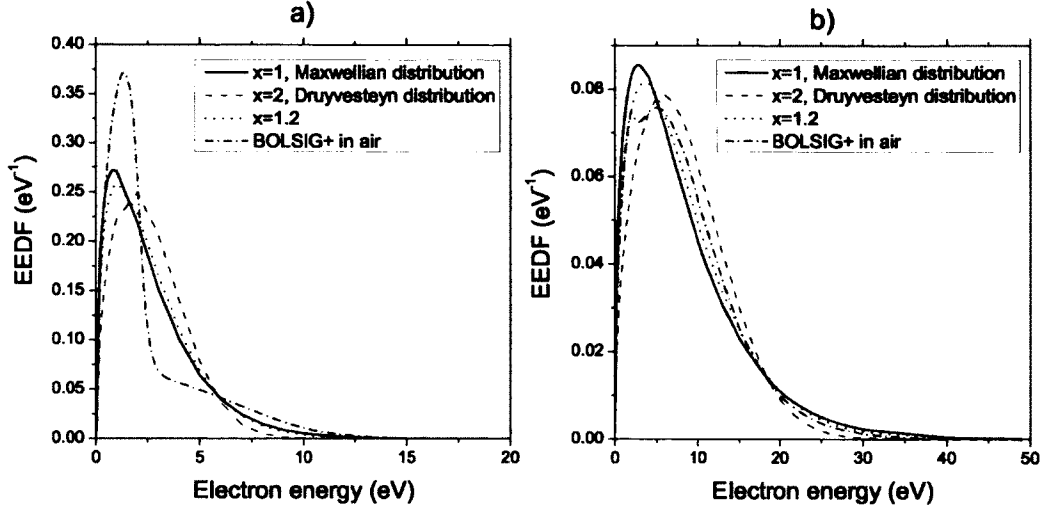 a)
0.40
0.35
0.30
0.25
0.20
0.15
0.10
0.05
0.00
EEDF (eV⁻¹)
x=1, Maxwellian distribution
x=2, Druyvesteyn distribution
x=1.2
BOLSIG+ in air
0 5 10 15 20
Electron energy (eV)
b)
0.08
0.06
0.04
0.02
0.00
EEDF (eV⁻¹)
x=1, Maxwellian distribution
x=2, Druyvesteyn distribution
x=1.2
BOLSIG+ in air
0 10 20 30 40 50
Electron energy (eV)